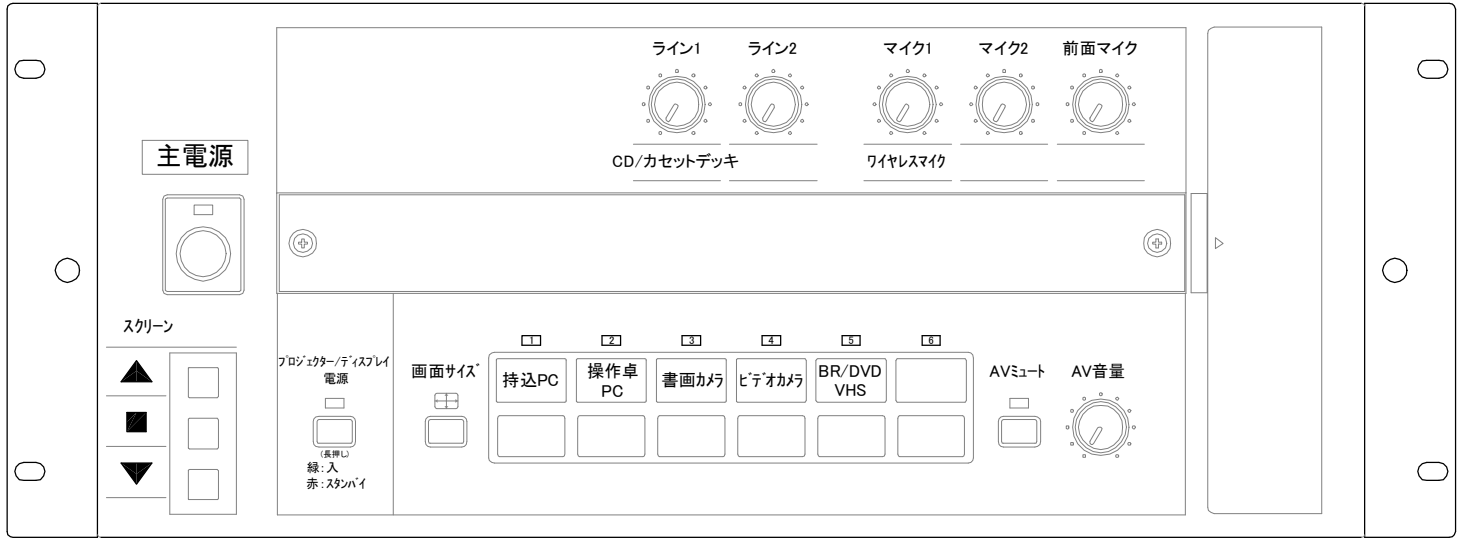 ライン1
ライン2
マイク1
マイク2
前面マイク
CD/カセットデッキ
ワイヤレスマイク
主電源
スクリーン
プロジェクター/ディスプレイ
電源
(長押し)
緑:入
赤:スタンバイ
画面サイズ
1
2
3
4
5
6
持込PC
操作卓
PC
書画カメラ
ビデオカメラ
BR/DVD
VHS
AVミュート
AV音量